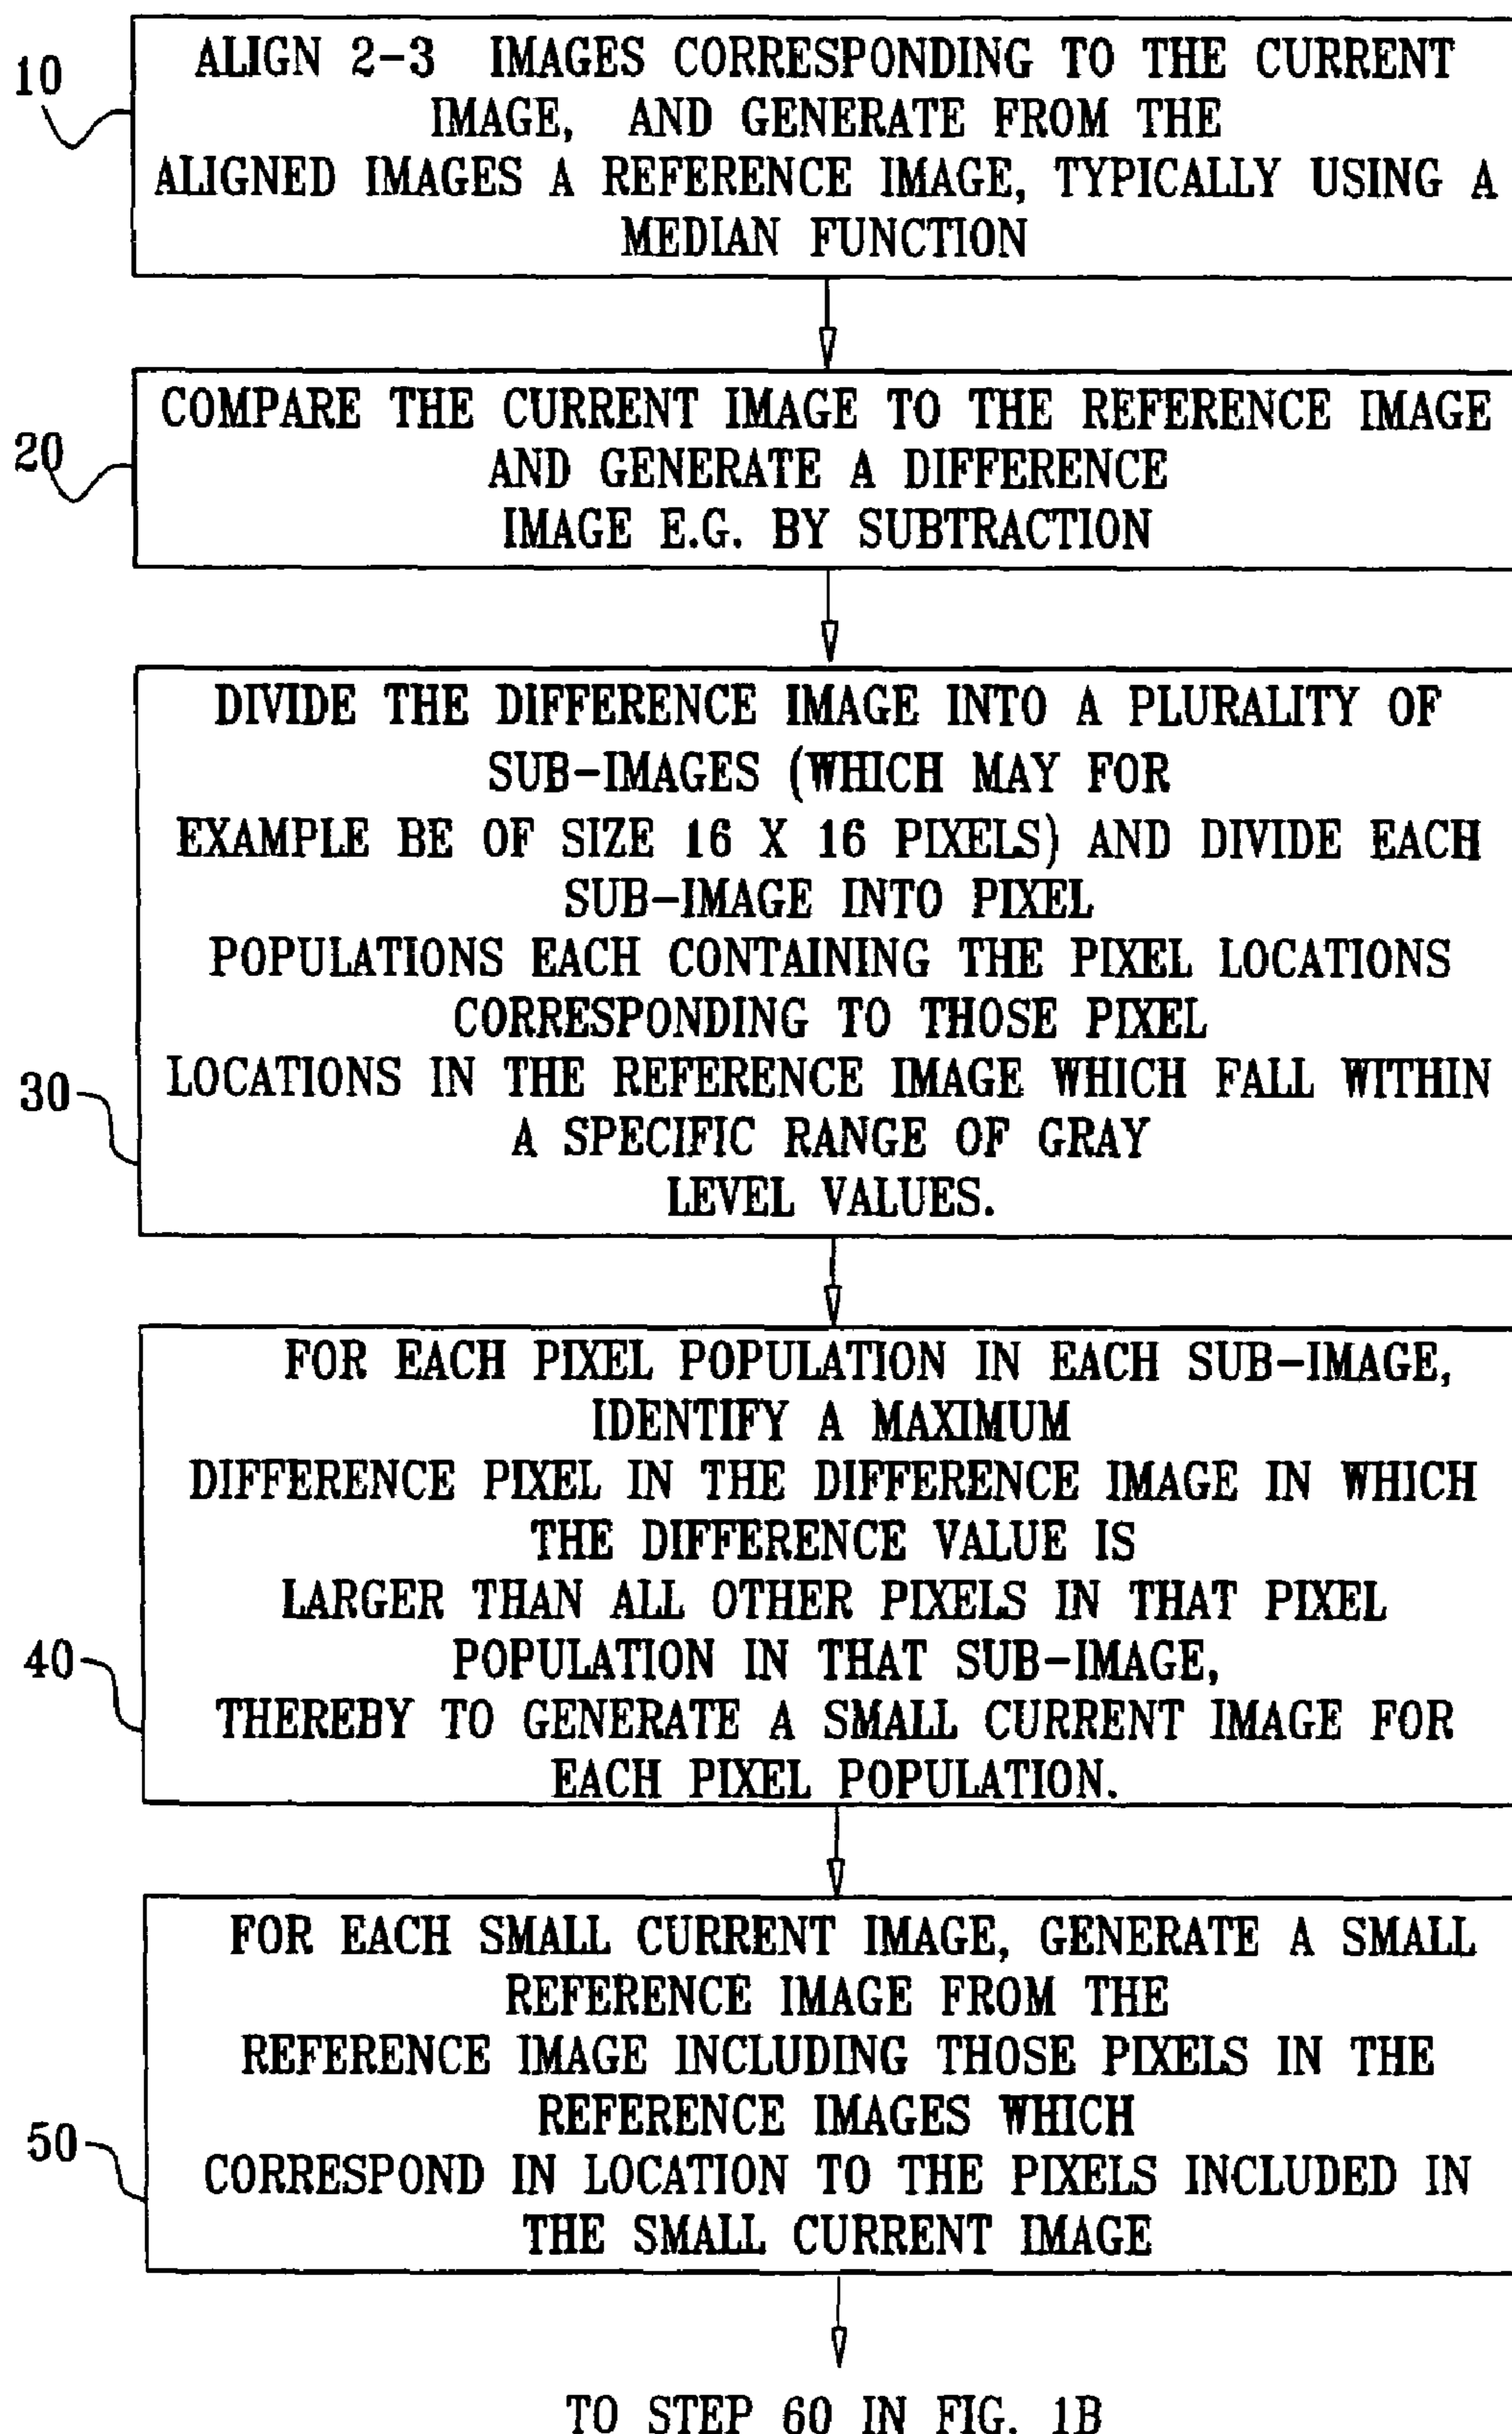 10
ALIGN 2-3 IMAGES CORRESPONDING TO THE CURRENT
IMAGE, AND GENERATE FROM THE
ALIGNED IMAGES A REFERENCE IMAGE, TYPICALLY USING A
MEDIAN FUNCTION
20
COMPARE THE CURRENT IMAGE TO THE REFERENCE IMAGE
AND GENERATE A DIFFERENCE
IMAGE E.G. BY SUBTRACTION
30
DIVIDE THE DIFFERENCE IMAGE INTO A PLURALITY OF
SUB-IMAGES (WHICH MAY FOR
EXAMPLE BE OF SIZE 16 X 16 PIXELS) AND DIVIDE EACH
SUB-IMAGE INTO PIXEL
POPULATIONS EACH CONTAINING THE PIXEL LOCATIONS
CORRESPONDING TO THOSE PIXEL
LOCATIONS IN THE REFERENCE IMAGE WHICH FALL WITHIN
A SPECIFIC RANGE OF GRAY
LEVEL VALUES.
40
FOR EACH PIXEL POPULATION IN EACH SUB-IMAGE,
IDENTIFY A MAXIMUM
DIFFERENCE PIXEL IN THE DIFFERENCE IMAGE IN WHICH
THE DIFFERENCE VALUE IS
LARGER THAN ALL OTHER PIXELS IN THAT PIXEL
POPULATION IN THAT SUB-IMAGE,
THEREBY TO GENERATE A SMALL CURRENT IMAGE FOR
EACH PIXEL POPULATION.
50
FOR EACH SMALL CURRENT IMAGE, GENERATE A SMALL
REFERENCE IMAGE FROM THE
REFERENCE IMAGE INCLUDING THOSE PIXELS IN THE
REFERENCE IMAGES WHICH
CORRESPOND IN LOCATION TO THE PIXELS INCLUDED IN
THE SMALL CURRENT IMAGE
TO STEP 60 IN FIG. 1B